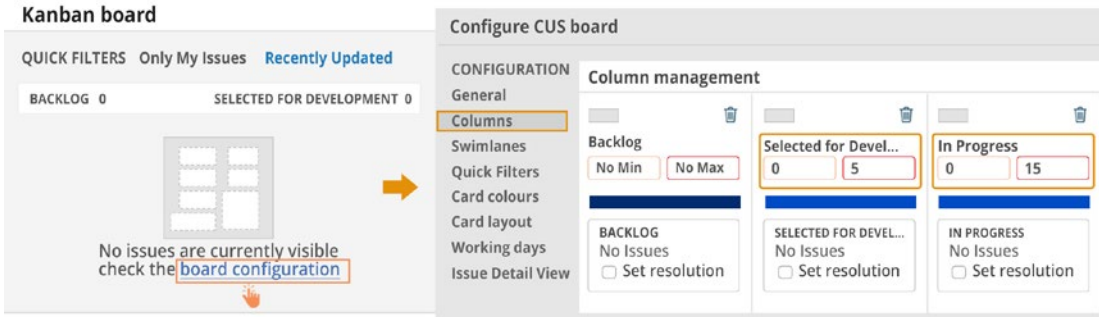 Kanban board
QUICK FILTERS Only My Issues Recently Updated
BACKLOG 0 SELECTED FOR DEVELOPMENT 0
No issues are currently visible
check the board configuration
Configure CUS board
CONFIGURATION
General
Columns
Swimlanes
Quick Filters
Card colours
Card layout
Working days
Issue Detail View
Column management
Backlog
No Min No Max
BACKLOG
No Issues
Set resolution
Selected for Devel...
0 5
SELECTED FOR DEVEL...
No Issues
Set resolution
In Progress
0 15
IN PROGRESS
No Issues
Set resolution